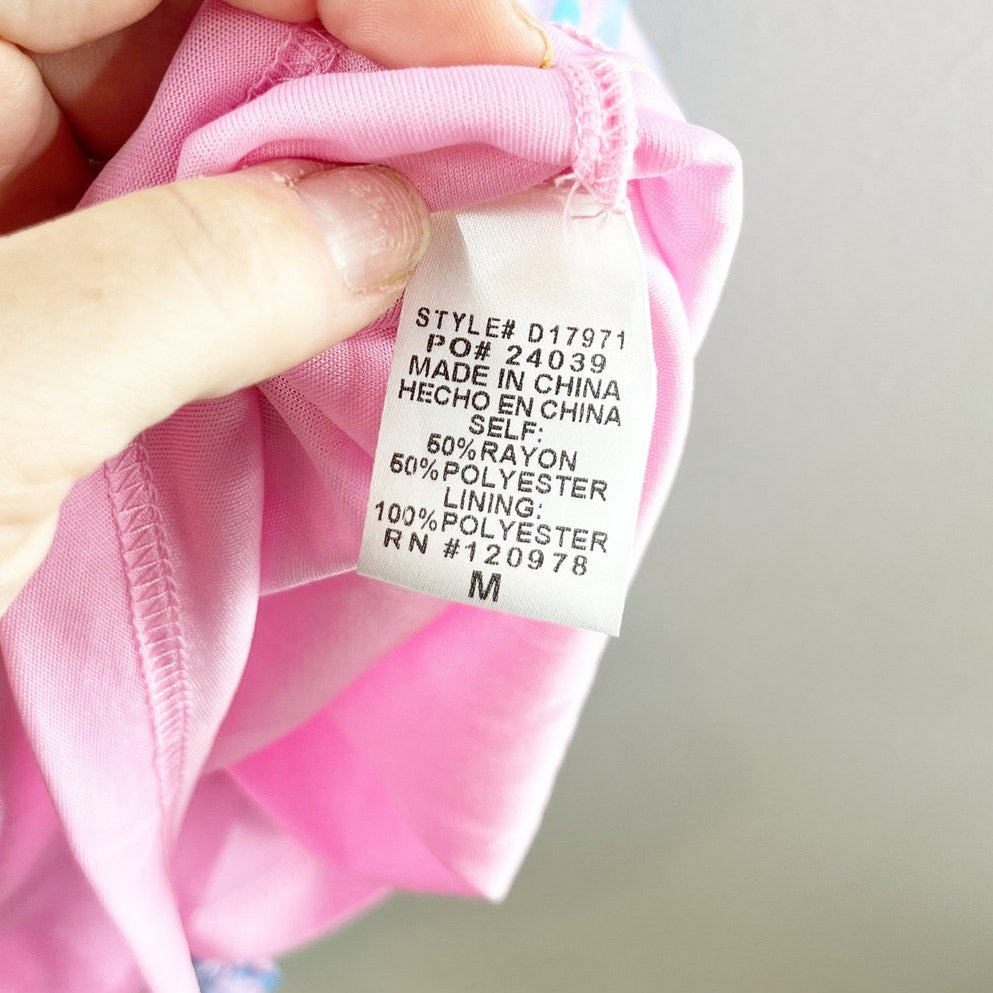 STYLE# D17971
PO# 24039
MADE IN CHINA
HECHO EN CHINA
SELF:
50%RAYON
50%POLYESTER
LINING:
100%POLYESTER
RN #120978
M